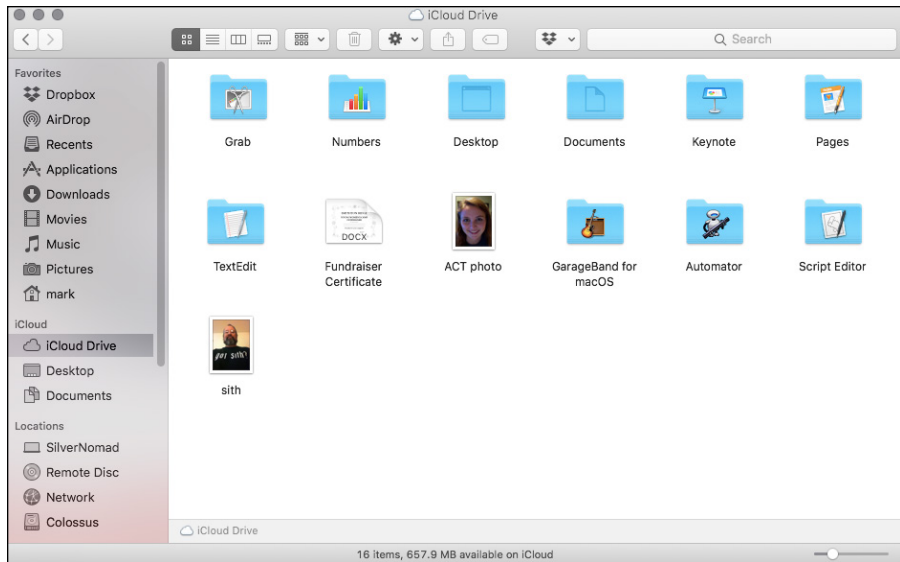 iCloud Drive
Search
Favorites
Dropbox
AirDrop
Recents
Applications
Downloads
Movies
Music
Pictures
mark
iCloud
iCloud Drive
Desktop
Documents
Locations
SilverNomad
Remote Disc
Network
Colossus
Grab
Numbers
Desktop
Documents
Keynote
Pages
DOCX
TextEdit
Fundraiser
Certificate
ACT photo
GarageBand for
macOS
Automator
Script Editor
GOT SITH?
sith
iCloud Drive
16 items, 657.9 MB available on iCloud